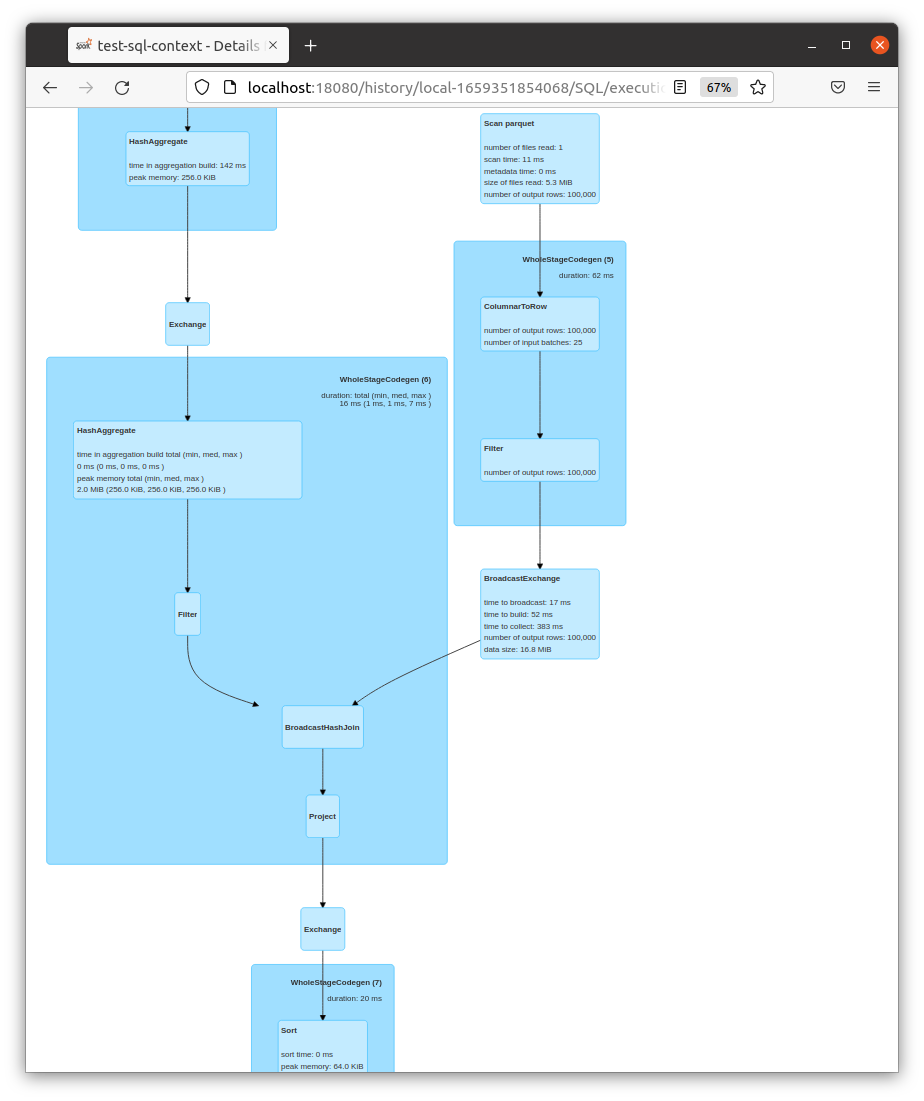 Spark test-sql-context - Details
localhost:18080/history/local-1659351854068/SQL/executi
67%
HashAggregate
time in aggregation build: 142 ms
peak memory: 256.0 KiB
Exchange
WholeStageCodegen (6)
duration: total (min, med, max )
16 ms (1 ms, 1 ms, 7 ms )
HashAggregate
time in aggregation build total (min, med, max )
0 ms (0 ms, 0 ms, 0 ms )
peak memory total (min, med, max )
2.0 MiB (256.0 KiB, 256.0 KiB, 256.0 KiB )
Filter
Scan parquet
number of files read: 1
scan time: 11 ms
metadata time: 0 ms
size of files read: 5.3 MiB
number of output rows: 100,000
WholeStageCodegen (5)
duration: 62 ms
ColumnarToRow
number of output rows: 100,000
number of input batches: 25
Filter
number of output rows: 100,000
BroadcastExchange
time to broadcast: 17 ms
time to build: 52 ms
time to collect: 383 ms
number of output rows: 100,000
data size: 16.8 MiB
BroadcastHashJoin
Project
Exchange
WholeStageCodegen (7)
duration: 20 ms
Sort
sort time: 0 ms
peak memory: 64.0 KiB